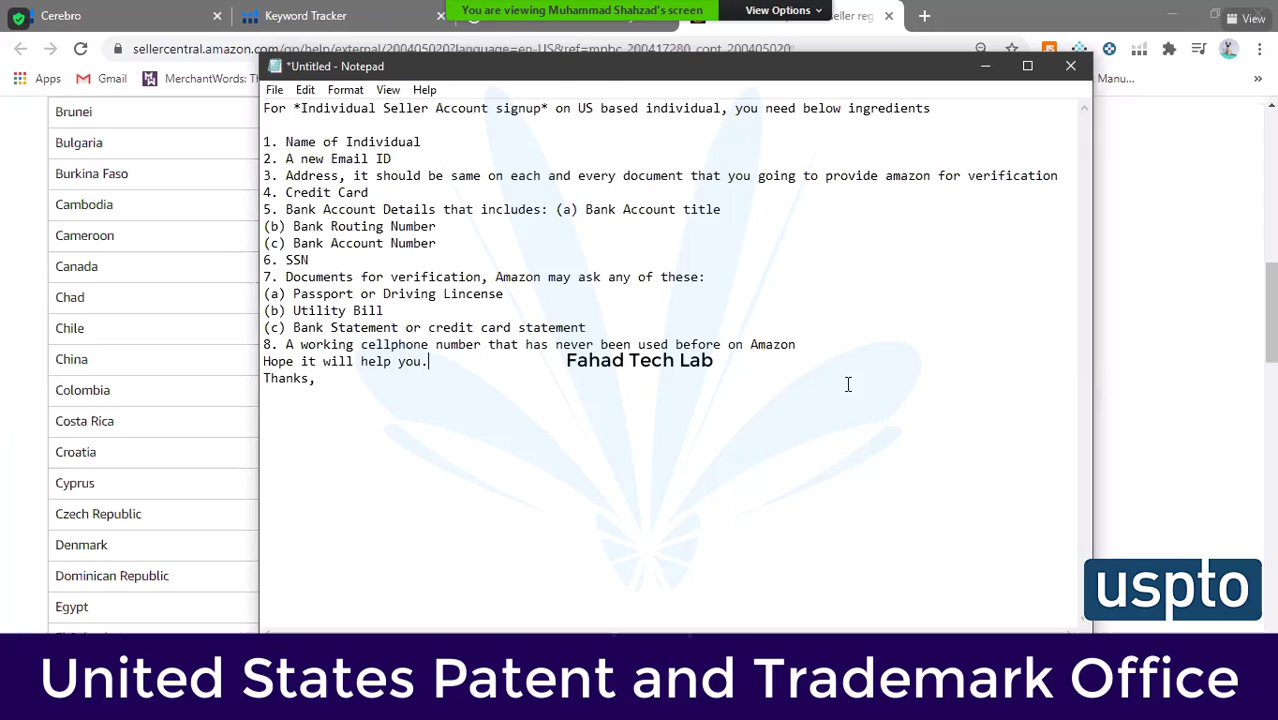 Cerebro
Keyword Tracker
You are viewing Muhammad Shahzad's screen
View Options
seller reg
View
sellercentral.amazon.com/gp/help/external/200405020?language=en-US&ref=mpbc_200417280_cont_200405020
Apps
Gmail
MerchantWords: Th
Manu...
*Untitled - Notepad
File Edit Format View Help
For *Individual Seller Account signup* on US based individual, you need below ingredients
1. Name of Individual
2. A new Email ID
3. Address, it should be same on each and every document that you going to provide amazon for verification
4. Credit Card
5. Bank Account Details that includes: (a) Bank Account title
(b) Bank Routing Number
(c) Bank Account Number
6. SSN
7. Documents for verification, Amazon may ask any of these:
(a) Passport or Driving Lincense
(b) Utility Bill
(c) Bank Statement or credit card statement
8. A working cellphone number that has never been used before on Amazon
Hope it will help you.
Thanks,
Fahad Tech Lab
Brunei
Bulgaria
Burkina Faso
Cambodia
Cameroon
Canada
Chad
Chile
China
Colombia
Costa Rica
Croatia
Cyprus
Czech Republic
Denmark
Dominican Republic
Egypt
uspto
United States Patent and Trademark Office